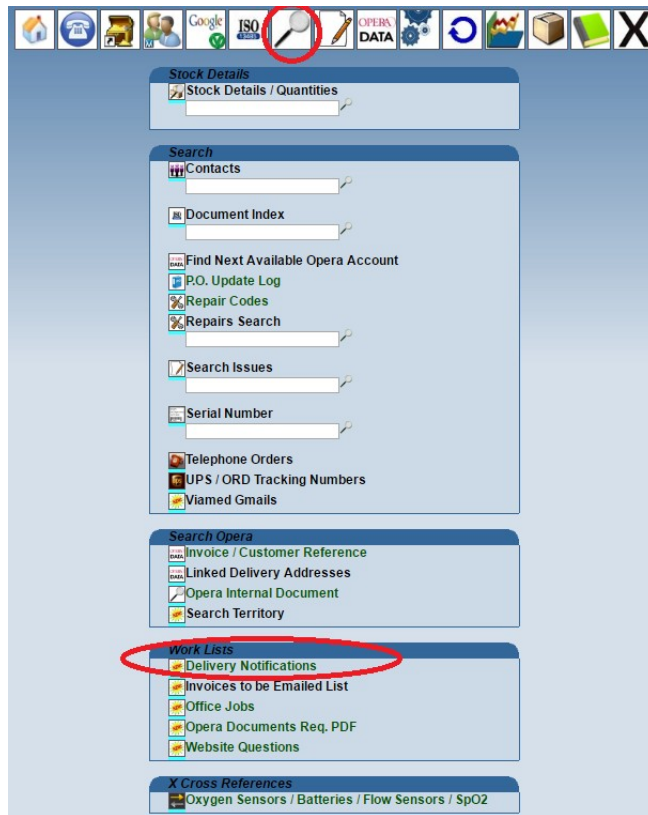 Google
ISO
OPERA
DATA
M
Stock Details
Stock Details / Quantities
Search
Contacts
Document Index
Find Next Available Opera Account
P.O. Update Log
Repair Codes
Repairs Search
Search Issues
Serial Number
Telephone Orders
UPS / ORD Tracking Numbers
Viamed Gmails
Search Opera
Invoice / Customer Reference
Linked Delivery Addresses
Opera Internal Document
Search Territory
Work Lists
Delivery Notifications
Invoices to be Emailed List
Office Jobs
Opera Documents Req. PDF
Website Questions
X Cross References
Oxygen Sensors / Batteries / Flow Sensors / SpO2